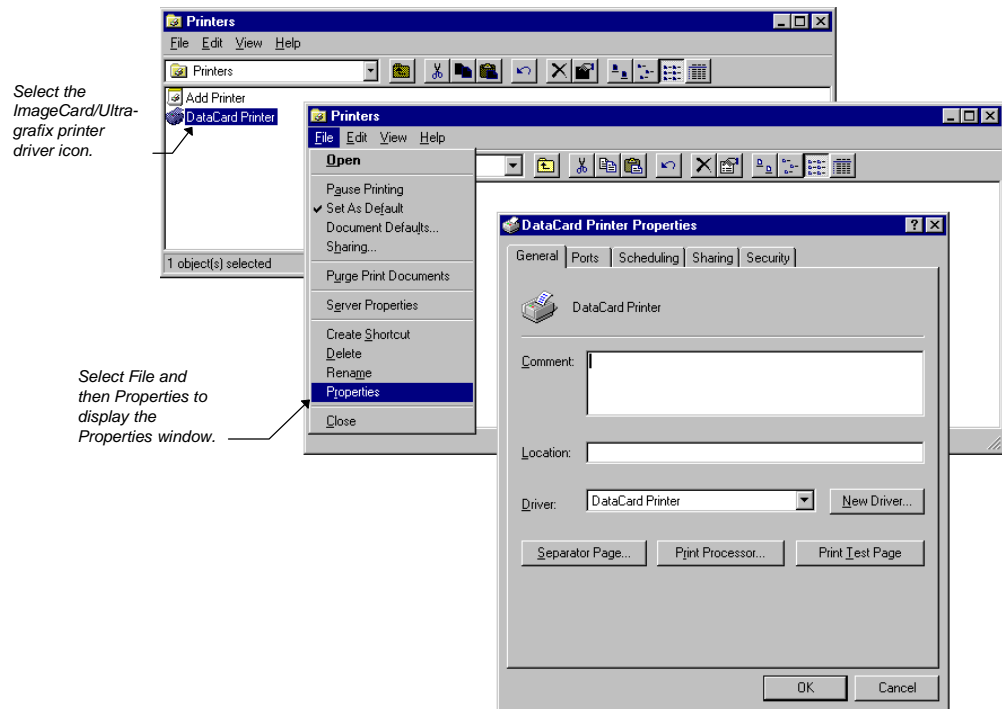 Printers
File Edit View Help
Printers
Add Printer
DataCard Printer
1 object(s) selected
Select the
ImageCard/Ultra-
grafix printer
driver icon.
Printers
File Edit View Help
Open
Pause Printing
Set As Default
Document Defaults...
Sharing...
Purge Print Documents
Server Properties
Create Shortcut
Delete
Rename
Properties
Close
Select File and
then Properties to
display the
Properties window.
DataCard Printer Properties
General Ports Scheduling Sharing Security
DataCard Printer
Comment:
Location:
Driver: DataCard Printer New Driver...
Separator Page... Print Processor... Print Test Page
OK Cancel